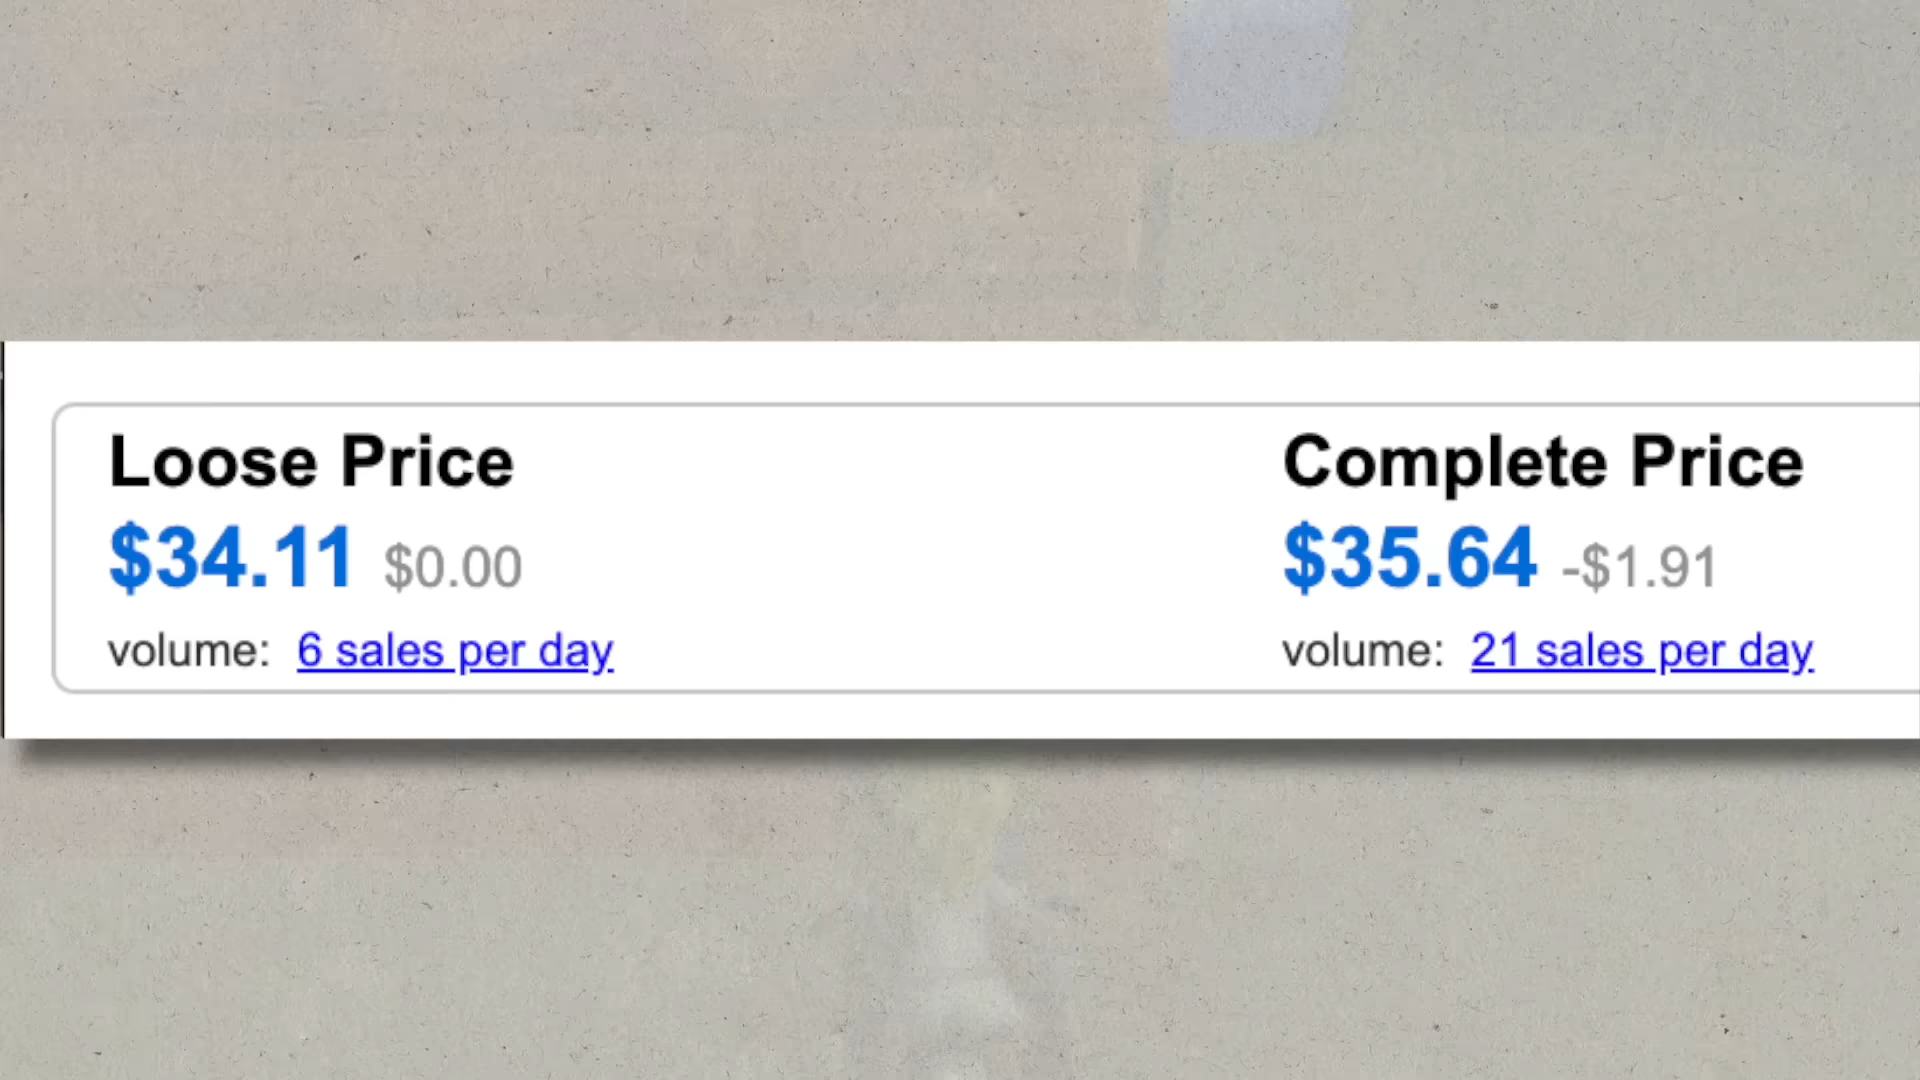 Loose Price
$34.11 $0.00
volume: 6 sales per day
Complete Price
$35.64 -$1.91
volume: 21 sales per day